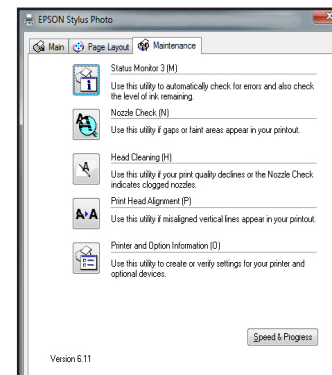 EPSON Stylus Photo
Main
Page Layout
Maintenance
Status Monitor 3 (M)
Use this utility to automatically check for errors and also check
the level of ink remaining.
Nozzle Check (N)
Use this utility if gaps or faint areas appear in your printout.
Head Cleaning (H)
Use this utility if your print quality declines or the Nozzle Check
indicates clogged nozzles.
Print Head Alignment (P)
Use this utility if misaligned vertical lines appear in your printout.
Printer and Option Information (O)
Use this utility to create or verify settings for your printer and
optional devices.
Speed & Progress
Version 6.11